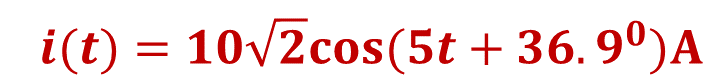 i(t) = 10√2cos(5t + 36.9⁰)A